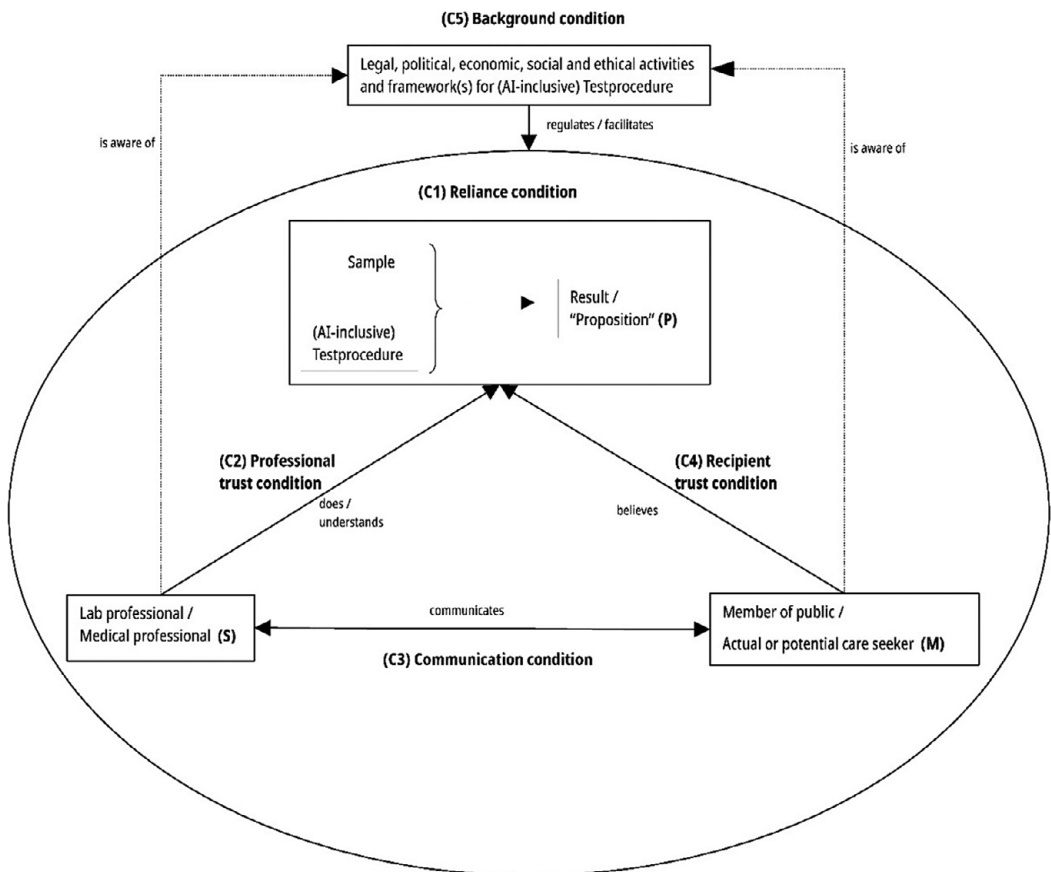 (C5) Background condition
Legal, political, economic, social and ethical activities
and framework(s) for (AI-inclusive) Testprocedure
is aware of
regulates / facilitates
is aware of
(C1) Reliance condition
Sample
(AI-inclusive)
Testprocedure
Result /
“Proposition” (P)
(C2) Professional
trust condition
does /
understands
(C4) Recipient
trust condition
believes
Lab professional /
Medical professional (S)
communicates
(C3) Communication condition
Member of public /
Actual or potential care seeker (M)